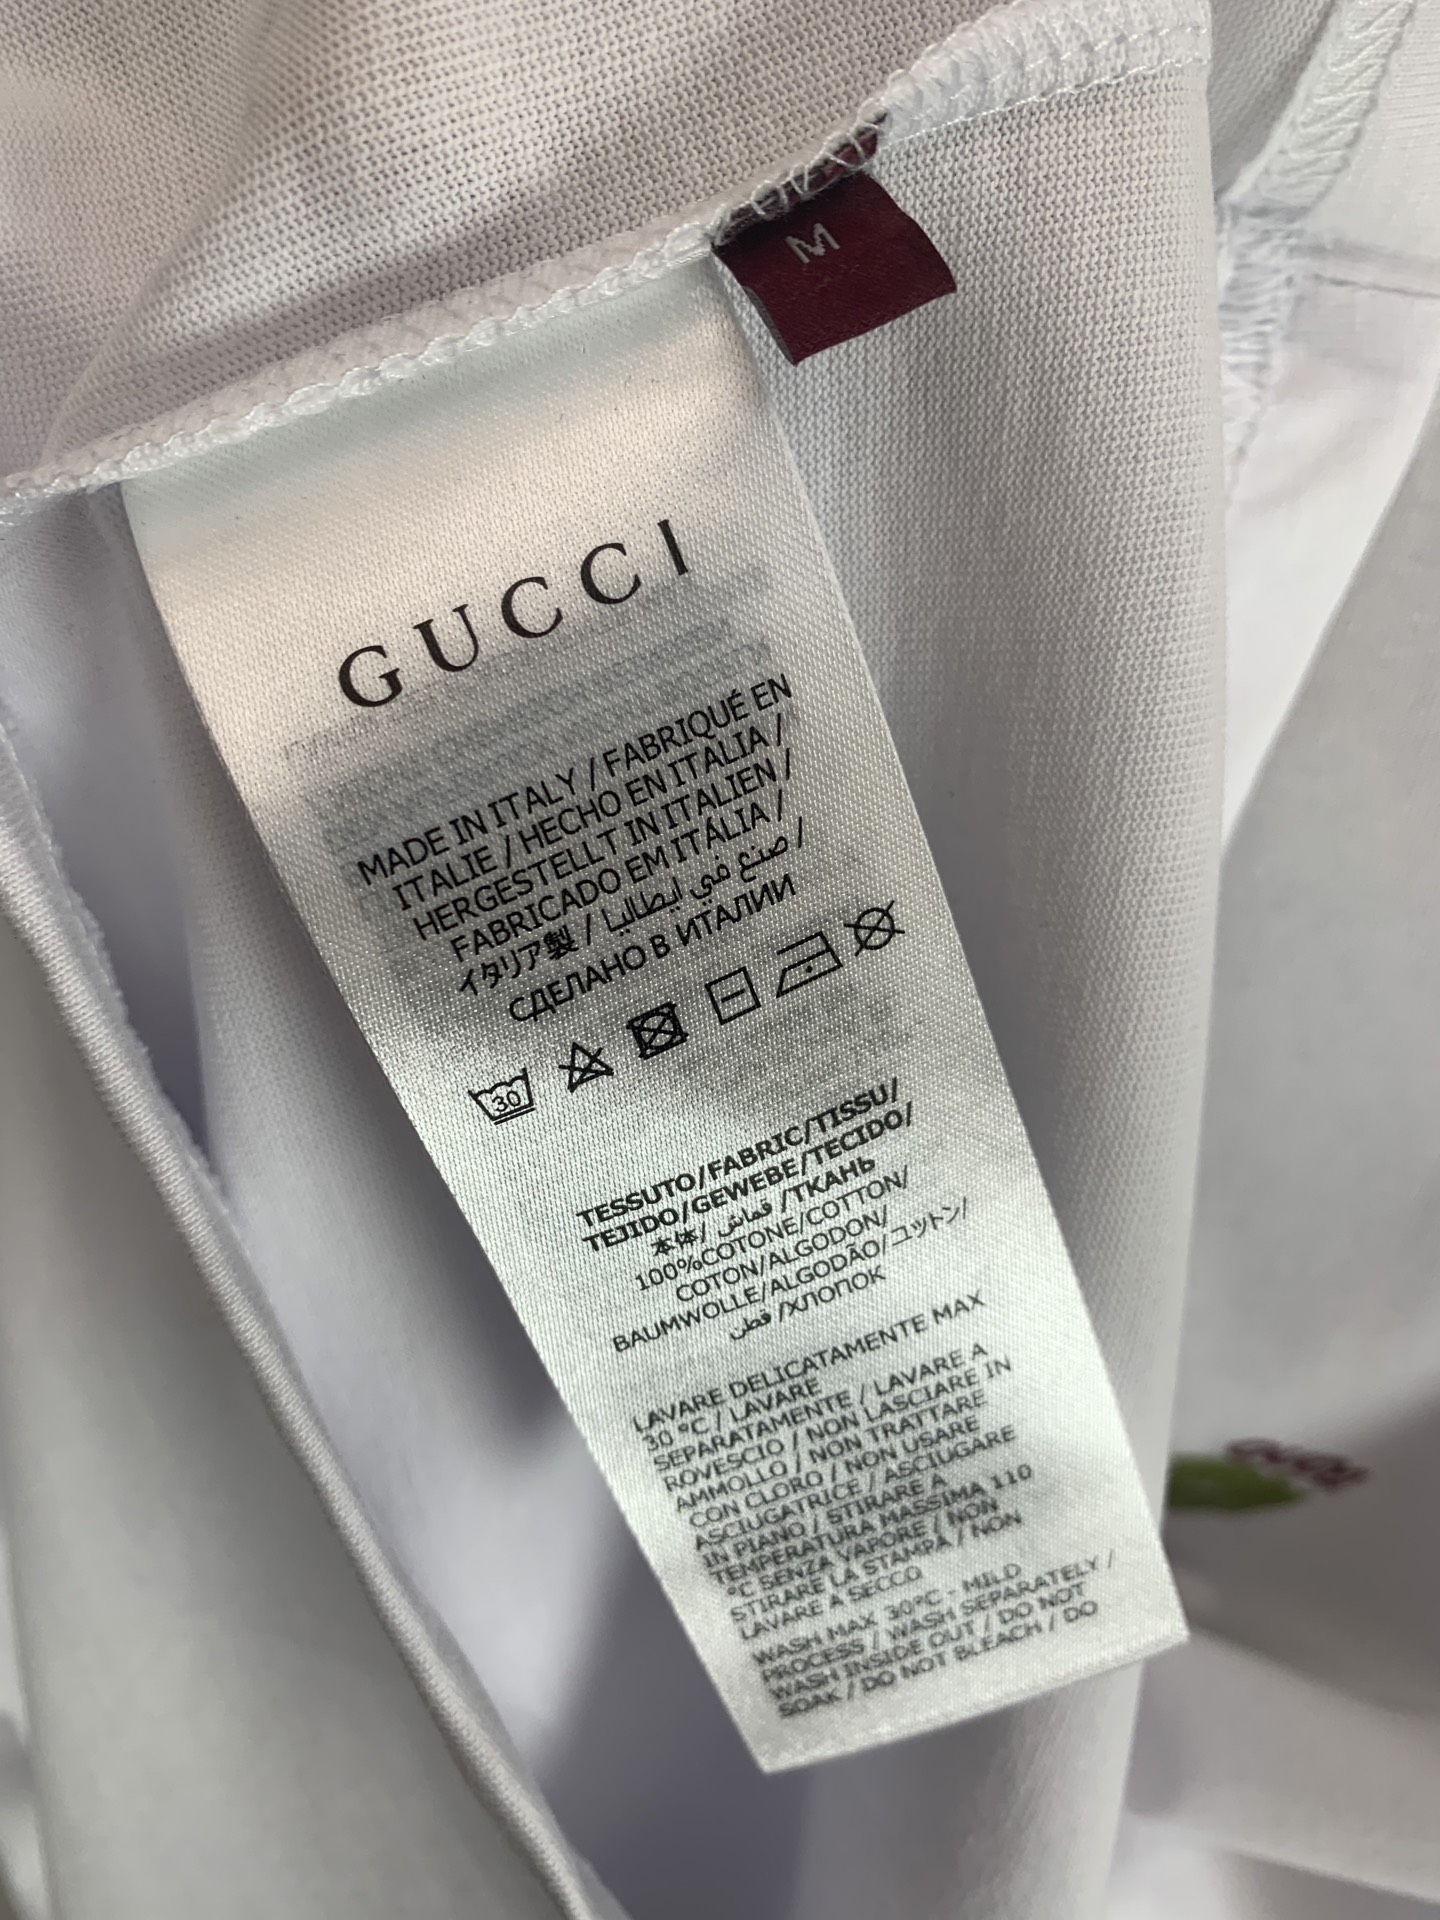 M
GUCCI
MADE IN ITALY / FABRIQUÉ EN
ITALIE / HECHO EN ITALIA /
HERGESTELLT IN ITALIEN /
FABRICADO EM ITÁLIA /
イタリア製 / صنع في ايطاليا /
СДЕЛАНО В ИТАЛИИ
30
TESSUTO/FABRIC/TISSU/
TEJIDO/GEWEBE/TECIDO/
本体/ قماش /ТКАНЬ
100%COTONE/COTTON/
COTON/ALGODON/
BAUMWOLLE/ALGODÃO/コットン/
قطن /ХЛОПОК
LAVARE DELICATAMENTE MAX
30 °C / LAVARE
SEPARATAMENTE / LAVARE A
ROVESCIO / NON LASCIARE IN
AMMOLLO / NON TRATTARE
CON CLORO / NON USARE
ASCIUGATRICE / ASCIUGARE
IN PIANO / STIRARE A
TEMPERATURA MASSIMA 110
°C SENZA VAPORE / NON
STIRARE LA STAMPA / NON
LAVARE A SECCO
WASH MAX 30°C - MILD
PROCESS / WASH SEPARATELY /
WASH INSIDE OUT / DO NOT
SOAK / DO NOT BLEACH / DO